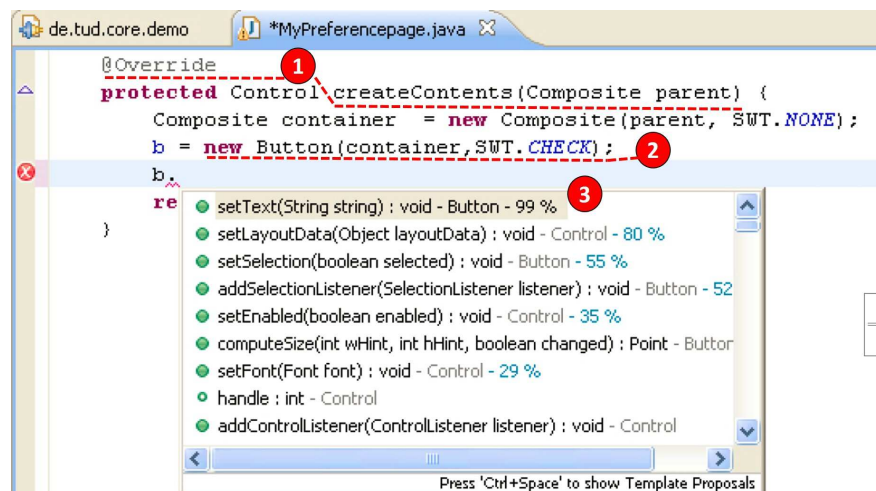 de.tud.core.demo *MyPreferencepage.java
@Override 1
protected Control createContents(Composite parent) {
Composite container = new Composite(parent, SWT.NONE);
b = new Button(container,SWT.CHECK); 2
b.
re
setText(String string) : void - Button - 99 % 3
setLayoutData(Object layoutData) : void - Control - 80 %
setSelection(boolean selected) : void - Button - 55 %
addSelectionListener(SelectionListener listener) : void - Button - 52
setEnabled(boolean enabled) : void - Control - 35 %
computeSize(int wHint, int hHint, boolean changed) : Point - Button
setFont(Font font) : void - Control - 29 %
handle : int - Control
addControlListener(ControlListener listener) : void - Control
}
Press 'Ctrl+Space' to show Template Proposals